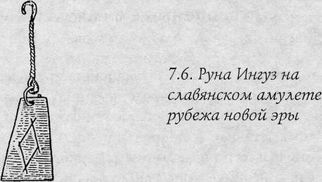 7.6. Руна Ингуз на
славянском амулете
рубежа новой эры